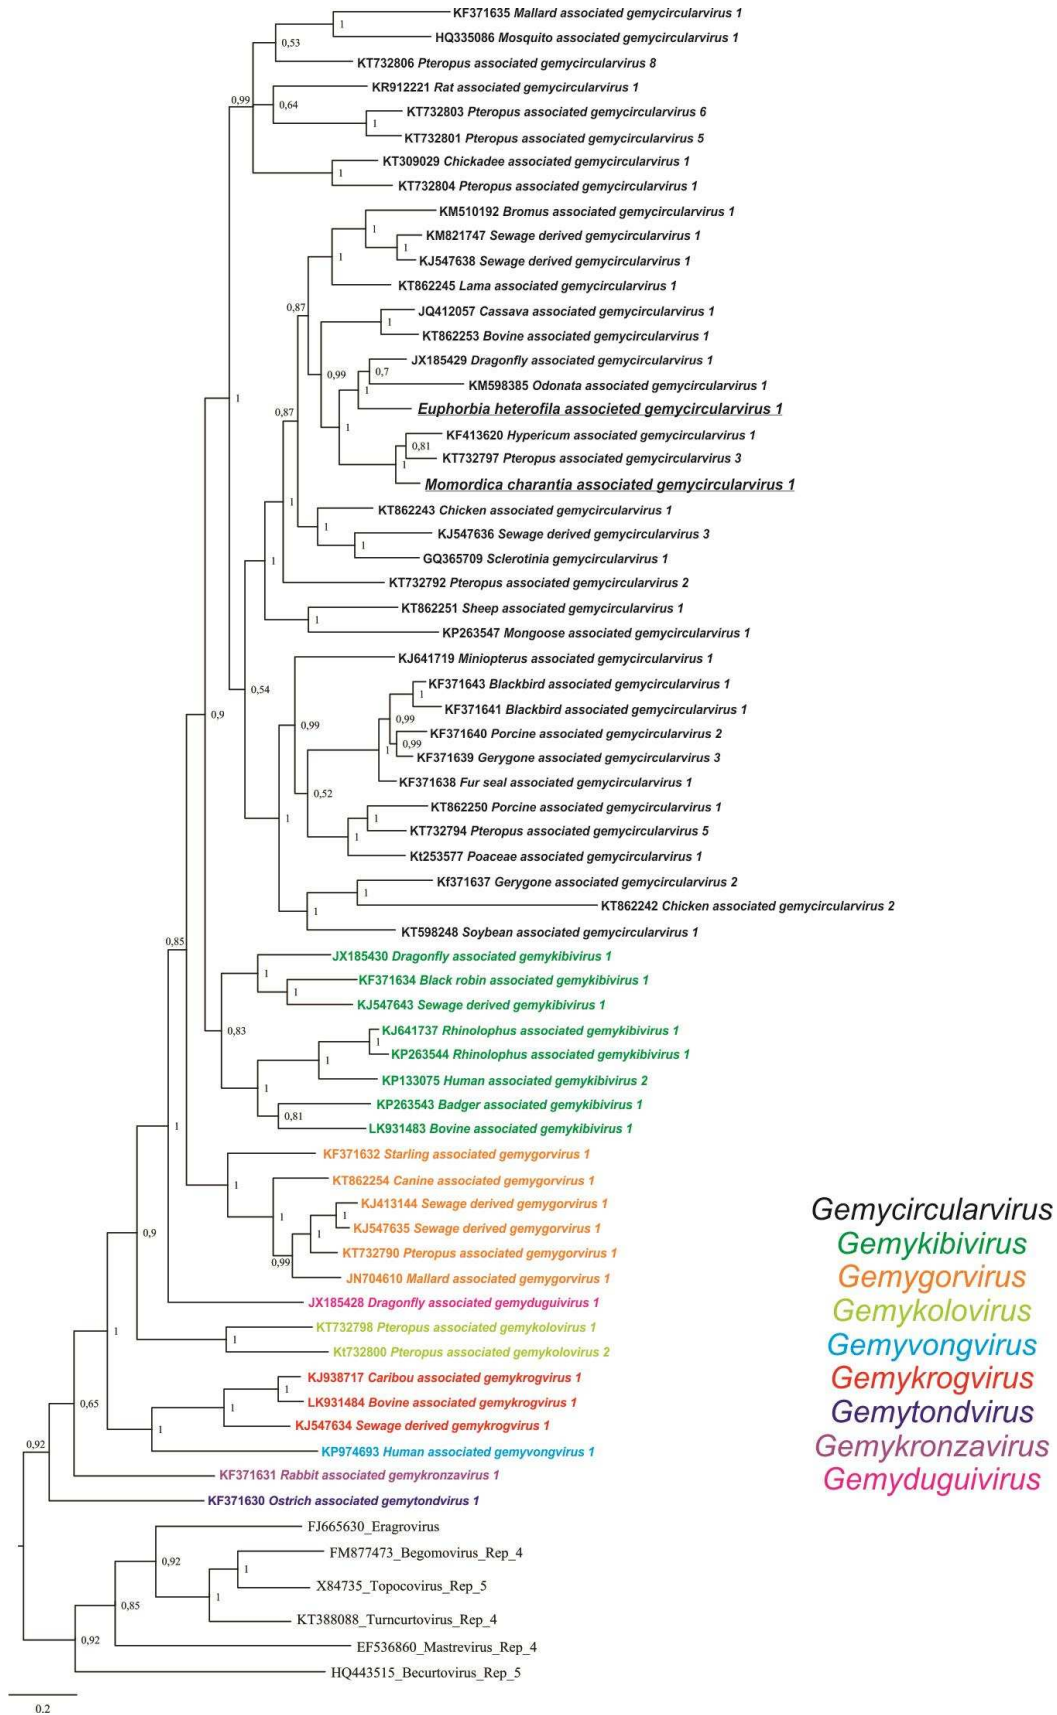 KF371635 Mallard associated gemycircularvirus 1
1
HQ335086 Mosquito associated gemycircularvirus 1
0,53
KT732806 Pteropus associated gemycircularvirus 8
KR912221 Rat associated gemycircularvirus 1
0,99
0,64
KT732803 Pteropus associated gemycircularvirus 6
1
KT732801 Pteropus associated gemycircularvirus 5
KT309029 Chickadee associated gemycircularvirus 1
1
KT732804 Pteropus associated gemycircularvirus 1
KM510192 Bromus associated gemycircularvirus 1
1
KM821747 Sewage derived gemycircularvirus 1
1
1
KJ547638 Sewage derived gemycircularvirus 1
KT862245 Lama associated gemycircularvirus 1
0,87
JQ412057 Cassava associated gemycircularvirus 1
1
KT862253 Bovine associated gemycircularvirus 1
JX185429 Dragonfly associated gemycircularvirus 1
0,99
0,7
KM598385 Odonata associated gemycircularvirus 1
1
1
Euphorbia heterofila associeted gemycircularvirus 1
0,87
1
KF413620 Hypericum associated gemycircularvirus 1
0,81
KT732797 Pteropus associated gemycircularvirus 3
1
Momordica charantia associated gemycircularvirus 1
1
KT862243 Chicken associated gemycircularvirus 1
1
KJ547636 Sewage derived gemycircularvirus 3
1
GQ365709 Sclerotinia gemycircularvirus 1
1
KT732792 Pteropus associated gemycircularvirus 2
KT862251 Sheep associated gemycircularvirus 1
1
KP263547 Mongoose associated gemycircularvirus 1
KJ641719 Miniopterus associated gemycircularvirus 1
0,54
KF371643 Blackbird associated gemycircularvirus 1
1
KF371641 Blackbird associated gemycircularvirus 1
0,9
0,99
0,99
KF371640 Porcine associated gemycircularvirus 2
0,99
1
KF371639 Gerygone associated gemycircularvirus 3
KF371638 Fur seal associated gemycircularvirus 1
0,52
KT862250 Porcine associated gemycircularvirus 1
1
1
KT732794 Pteropus associated gemycircularvirus 5
1
Kt253577 Poaceae associated gemycircularvirus 1
Kf371637 Gerygone associated gemycircularvirus 2
1
KT862242 Chicken associated gemycircularvirus 2
1
KT598248 Soybean associated gemycircularvirus 1
0,85
JX185430 Dragonfly associated gemykibivirus 1
1
KF371634 Black robin associated gemykibivirus 1
1
KJ547643 Sewage derived gemykibivirus 1
0,83
KJ641737 Rhinolophus associated gemykibivirus 1
1
KP263544 Rhinolophus associated gemykibivirus 1
1
KP133075 Human associated gemykibivirus 2
1
KP263543 Badger associated gemykibivirus 1
0,81
LK931483 Bovine associated gemykibivirus 1
1
KF371632 Starling associated gemygorvirus 1
1
KT862254 Canine associated gemygorvirus 1
KJ413144 Sewage derived gemygorvirus 1
1
1
KJ547635 Sewage derived gemygorvirus 1
1
0,9
KT732790 Pteropus associated gemygorvirus 1
0,99
JN704610 Mallard associated gemygorvirus 1
JX185428 Dragonfly associated gemyduguivirus 1
KT732798 Pteropus associated gemykolovirus 1
1
1
Kt732800 Pteropus associated gemykolovirus 2
KJ938717 Caribou associated gemykrogvirus 1
1
LK931484 Bovine associated gemykrogvirus 1
0,65
1
KJ547634 Sewage derived gemykrogvirus 1
1
0,92
KP974693 Human associated gemyvongvirus 1
KF371631 Rabbit associated gemykronzavirus 1
KF371630 Ostrich associated gemytondvirus 1
FJ665630_Eragrovirus
FM877473_Begomovirus_Rep_4
0,92
1
X84735_Topocovirus_Rep_5
1
0,85
KT388088_Turncurtovirus_Rep_4
0,92
EF536860_Mastrevirus_Rep_4
HQ443515_Becurtovirus_Rep_5
0.2
Gemycircularvirus
Gemykibivirus
Gemygorvirus
Gemykolovirus
Gemyvongvirus
Gemykrogvirus
Gemytondvirus
Gemykronzavirus
Gemyduguivirus